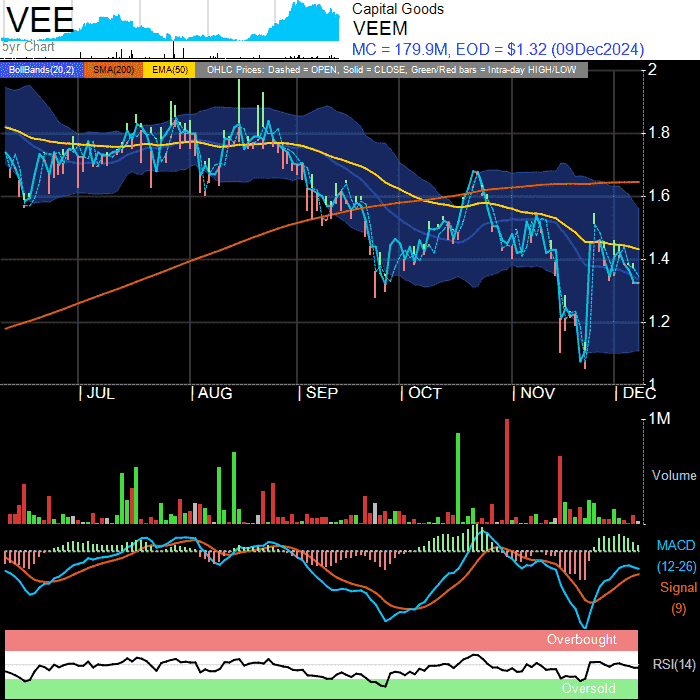 VEE
Capital Goods
VEEM
5yr Chart
MC = 179.9M, EOD = $1.32 (09Dec2024)
BollBands(20,2) SMA(200) EMA(50) OHLC Prices: Dashed = OPEN, Solid = CLOSE, Green/Red bars = Intra-day HIGH/LOW
2
1.8
1.6
1.4
1.2
1
| JUL | AUG | SEP | OCT | NOV | DEC
1M
Volume
MACD
(12-26)
Signal
(9)
Overbought
RSI(14)
Oversold